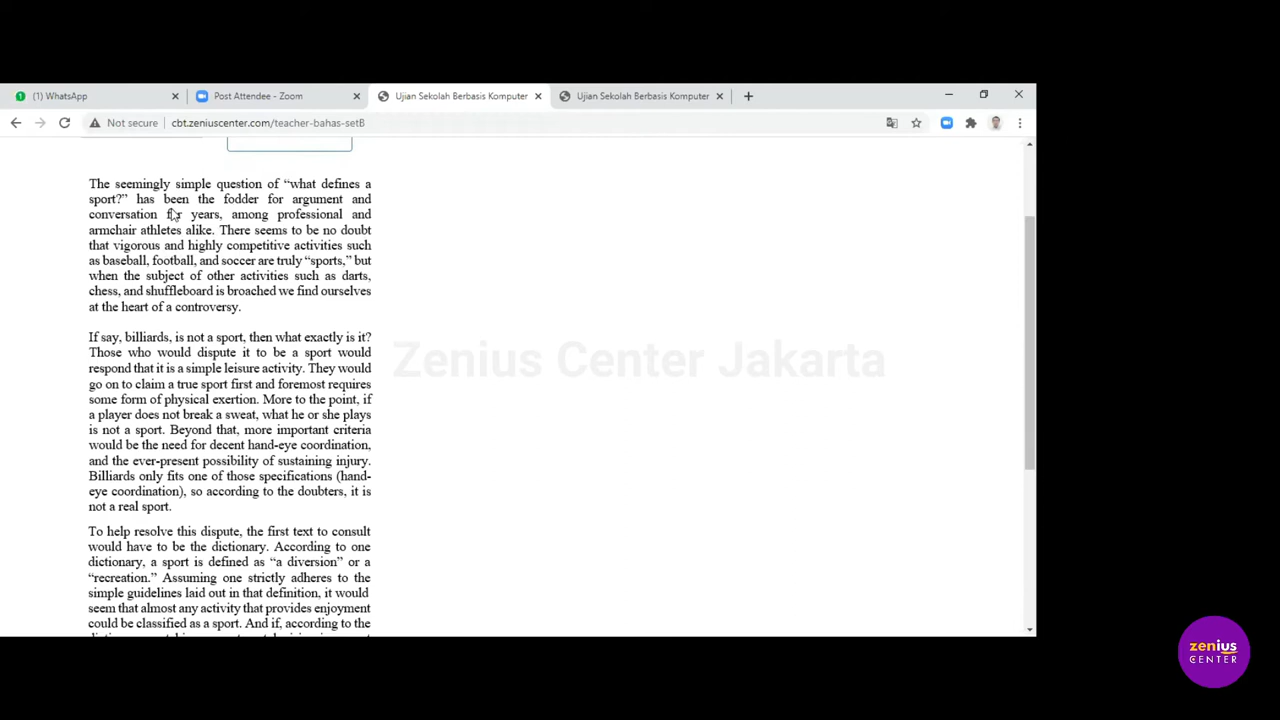 (1) WhatsApp
Post Attendee - Zoom
Ujian Sekolah Berbasis Komputer
Ujian Sekolah Berbasis Komputer
Not secure
cbt.zeniuscenter.com/teacher-bahas-setB
The seemingly simple question of “what defines a
sport?” has been the fodder for argument and
conversation for years, among professional and
armchair athletes alike. There seems to be no doubt
that vigorous and highly competitive activities such
as baseball, football, and soccer are truly “sports,” but
when the subject of other activities such as darts,
chess, and shuffleboard is broached we find ourselves
at the heart of a controversy.
If say, billiards, is not a sport, then what exactly is it?
Those who would dispute it to be a sport would
respond that it is a simple leisure activity. They would
go on to claim a true sport first and foremost requires
some form of physical exertion. More to the point, if
a player does not break a sweat, what he or she plays
is not a sport. Beyond that, more important criteria
would be the need for decent hand-eye coordination,
and the ever-present possibility of sustaining injury.
Billiards only fits one of those specifications (hand-
eye coordination), so according to the doubters, it is
not a real sport.
To help resolve this dispute, the first text to consult
would have to be the dictionary. According to one
dictionary, a sport is defined as “a diversion” or a
“recreation.” Assuming one strictly adheres to the
simple guidelines laid out in that definition, it would
seem that almost any activity that provides enjoyment
could be classified as a sport. And if, according to the
Zenius Center Jakarta
zenius
CENTER